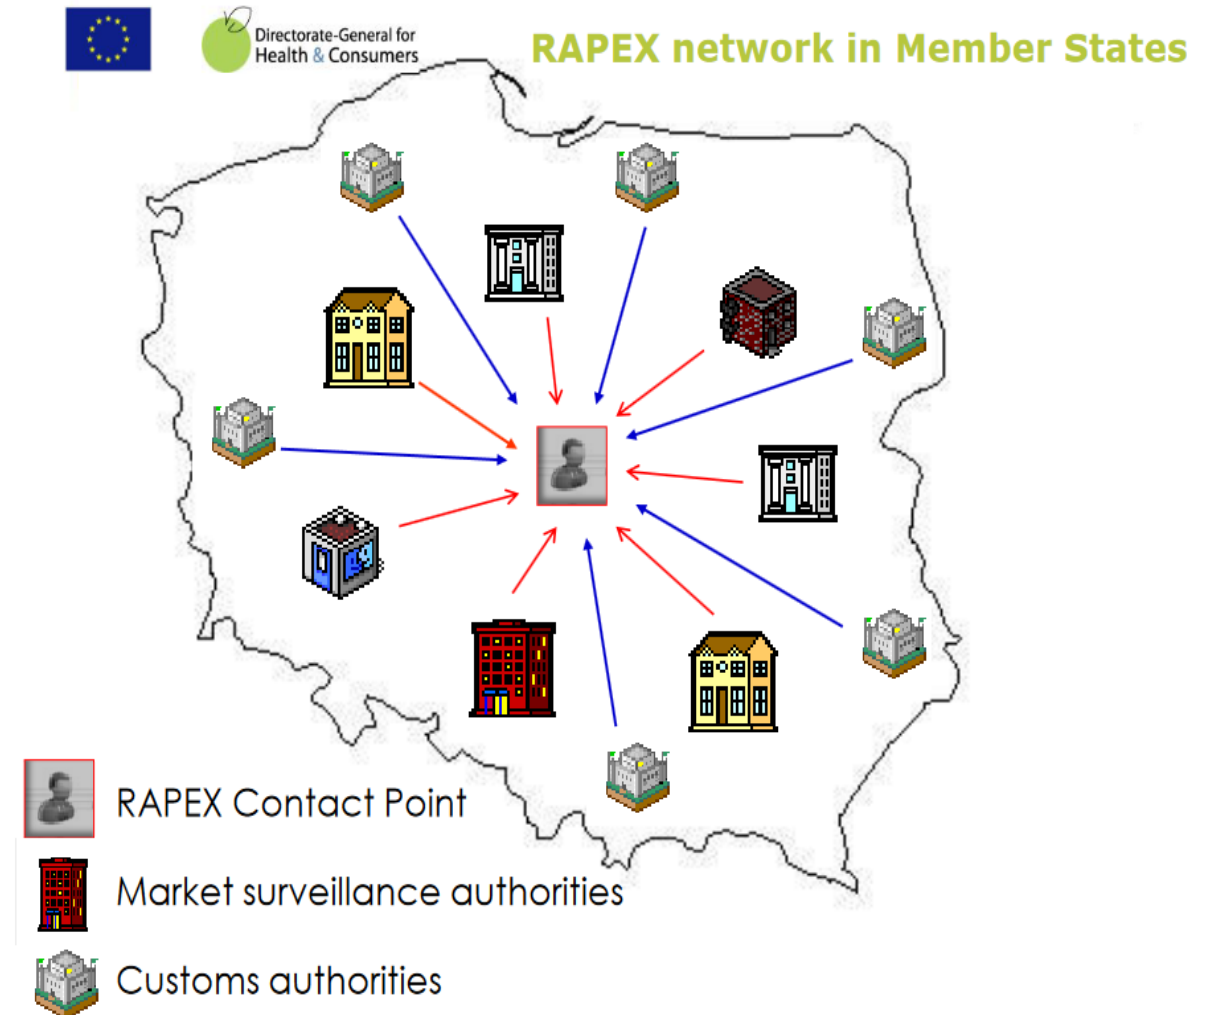 Directorate-General for
Health & Consumers
RAPEX network in Member States
RAPEX Contact Point
Market surveillance authorities
Customs authorities